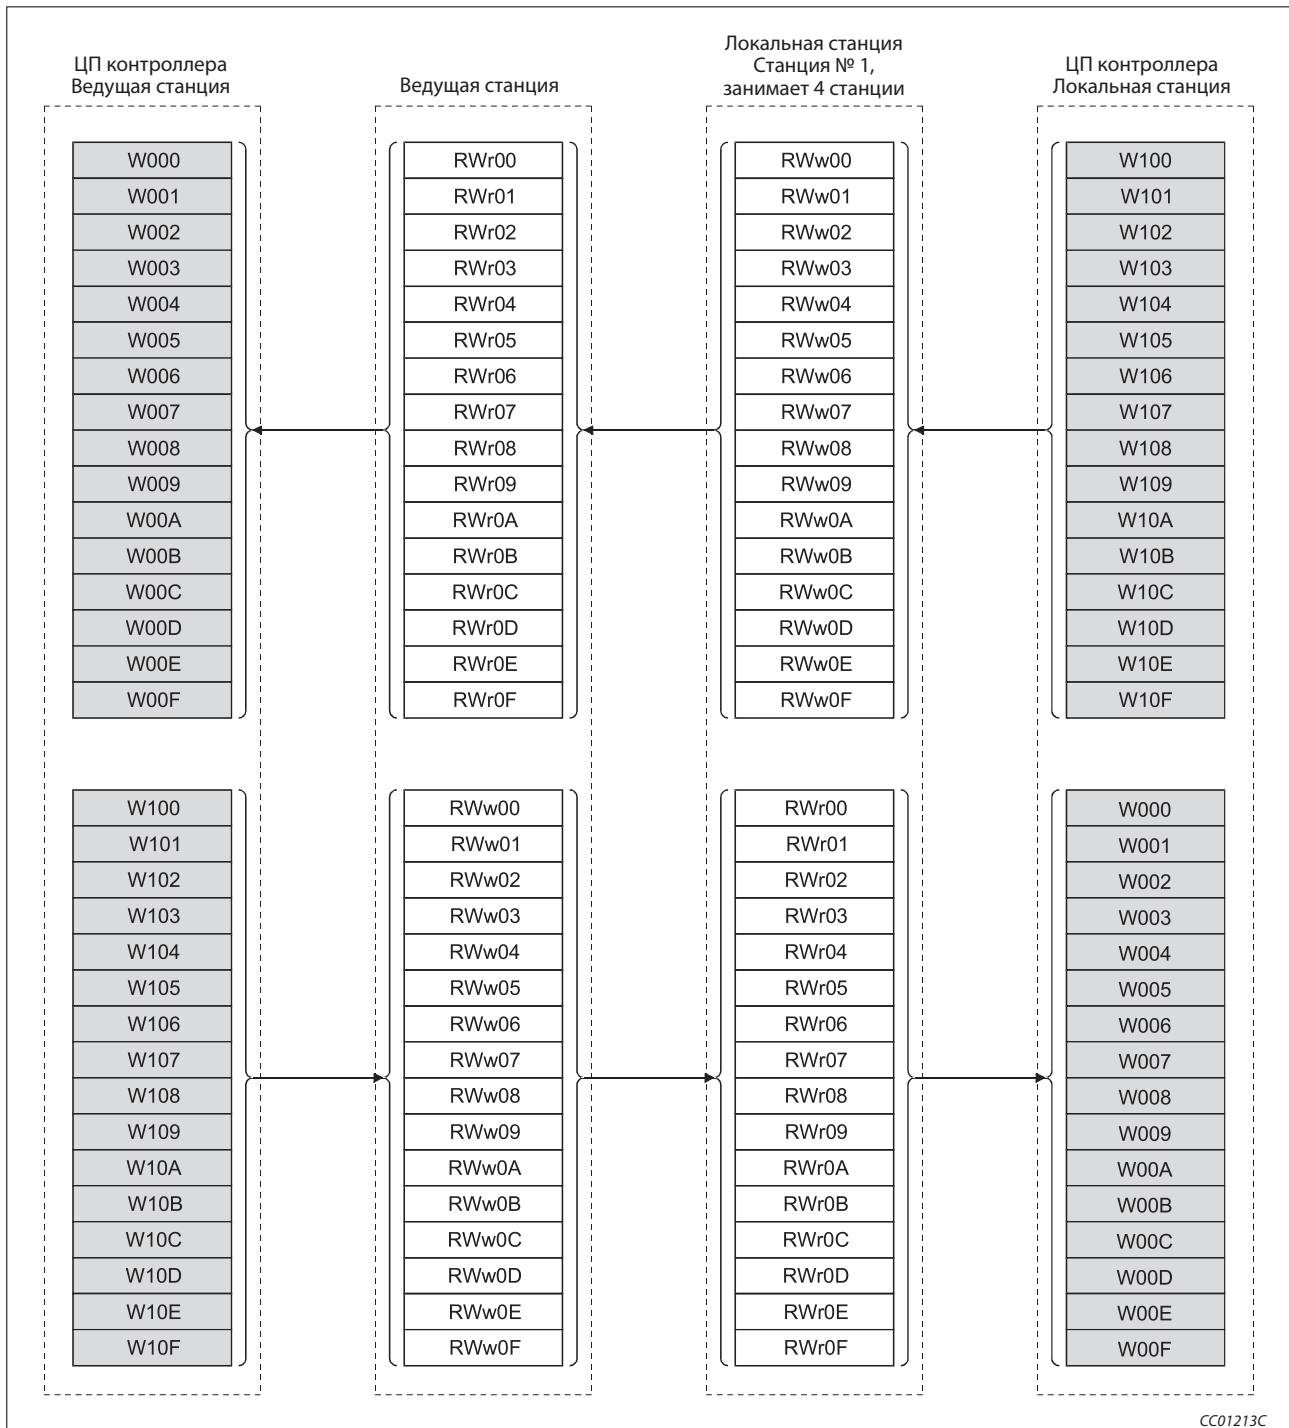 ЦП контроллера
Ведущая станция
Ведущая станция
Локальная станция
Станция № 1,
занимает 4 станции
ЦП контроллера
Локальная станция
W000 RWr00 RWw00 W100
W001 RWr01 RWw01 W101
W002 RWr02 RWw02 W102
W003 RWr03 RWw03 W103
W004 RWr04 RWw04 W104
W005 RWr05 RWw05 W105
W006 RWr06 RWw06 W106
W007 RWr07 RWw07 W107
W008 RWr08 RWw08 W108
W009 RWr09 RWw09 W109
W00A RWr0A RWw0A W10A
W00B RWr0B RWw0B W10B
W00C RWr0C RWw0C W10C
W00D RWr0D RWw0D W10D
W00E RWr0E RWw0E W10E
W00F RWr0F RWw0F W10F
W100 RWw00 RWr00 W000
W101 RWw01 RWr01 W001
W102 RWw02 RWr02 W002
W103 RWw03 RWr03 W003
W104 RWw04 RWr04 W004
W105 RWw05 RWr05 W005
W106 RWw06 RWr06 W006
W107 RWw07 RWr07 W007
W108 RWw08 RWr08 W008
W109 RWw09 RWr09 W009
W10A RWw0A RWr0A W00A
W10B RWw0B RWr0B W00B
W10C RWw0C RWr0C W00C
W10D RWw0D RWr0D W00D
W10E RWw0E RWr0E W00E
W10F RWw0F RWr0F W00F
CC01213C